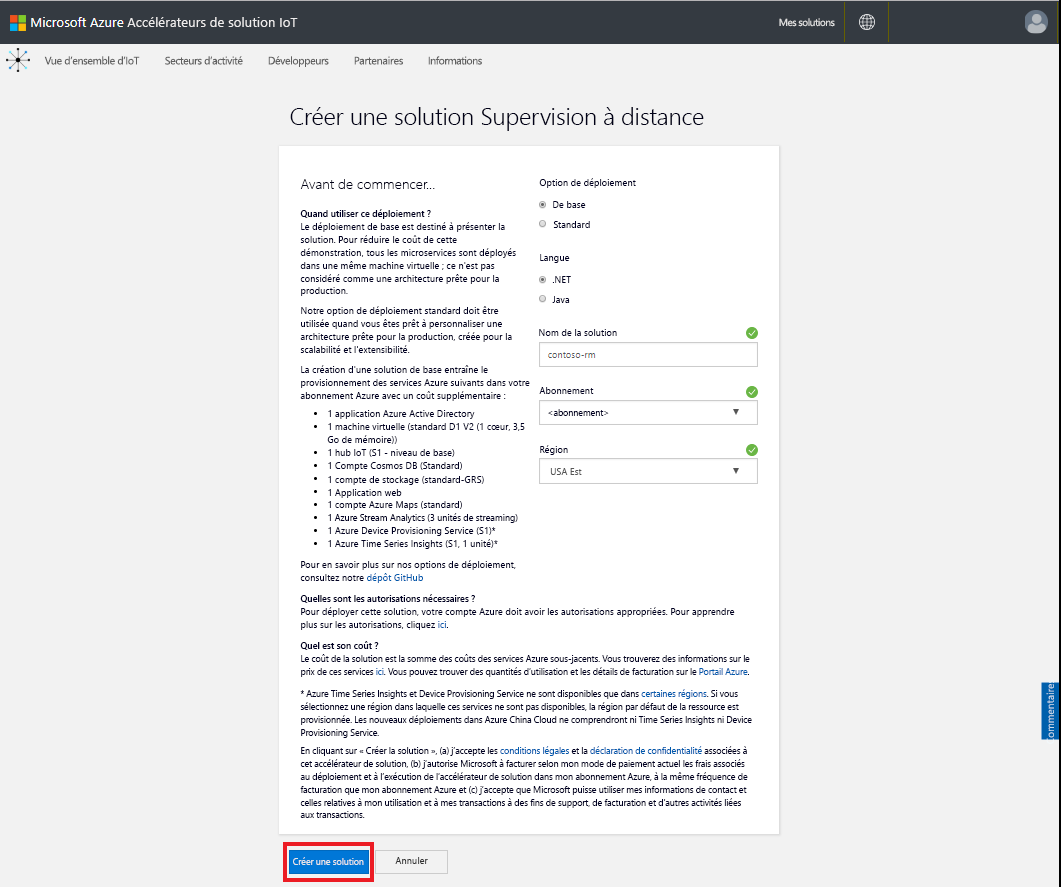 Microsoft Azure Accélérateurs de solution IoT
Mes solutions
Vue d'ensemble d'IoT
Secteurs d'activité
Développeurs
Partenaires
Informations
Créer une solution Supervision à distance
Avant de commencer...
Quand utiliser ce déploiement ?
Le déploiement de base est destiné à présenter la
solution. Pour réduire le coût de cette
démonstration, tous les microservices sont déployés
dans une même machine virtuelle ; ce n'est pas
considéré comme une architecture prête pour la
production.
Notre option de déploiement standard doit être
utilisée quand vous êtes prêt à personnaliser une
architecture prête pour la production, créée pour la
scalabilité et l'extensibilité.
La création d'une solution de base entraîne le
provisionnement des services Azure suivants dans votre
abonnement Azure avec un coût supplémentaire :
• 1 application Azure Active Directory
• 1 machine virtuelle (standard D1 V2 (1 cœur, 3,5
Go de mémoire))
• 1 hub IoT (S1 - niveau de base)
• 1 Compte Cosmos DB (Standard)
• 1 compte de stockage (standard-GRS)
• 1 Application web
• 1 compte Azure Maps (standard)
• 1 Azure Stream Analytics (3 unités de streaming)
• 1 Azure Device Provisioning Service (S1)*
• 1 Azure Time Series Insights (S1, 1 unité)*
Pour en savoir plus sur nos options de déploiement,
consultez notre dépôt GitHub
Option de déploiement
De base
Standard
Langue
.NET
Java
Nom de la solution
contoso-rm
Abonnement
<abonnement>
Région
USA Est
Quelles sont les autorisations nécessaires ?
Pour déployer cette solution, votre compte Azure doit avoir les autorisations appropriées. Pour apprendre
plus sur les autorisations, cliquez ici.
Quel est son coût ?
Le coût de la solution est la somme des coûts des services Azure sous-jacents. Vous trouverez des informations sur le
prix de ces services ici. Vous pouvez trouver des quantités d'utilisation et les détails de facturation sur le Portail Azure.
* Azure Time Series Insights et Device Provisioning Service ne sont disponibles que dans certaines régions. Si vous
sélectionnez une région dans laquelle ces services ne sont pas disponibles, la région par défaut de la ressource est
provisionnée. Les nouveaux déploiements dans Azure China Cloud ne comprendront ni Time Series Insights ni Device
Provisioning Service.
En cliquant sur « Créer la solution », (a) j'accepte les conditions légales et la déclaration de confidentialité associées à
cet accélérateur de solution, (b) j'autorise Microsoft à facturer selon mon mode de paiement actuel les frais associés
au déploiement et à l'exécution de l'accélérateur de solution dans mon abonnement Azure, à la même fréquence de
facturation que mon abonnement Azure et (c) j'accepte que Microsoft puisse utiliser mes informations de contact et
celles relatives à mon utilisation et à mes transactions à des fins de support, de facturation et d'autres activités liées
aux transactions.
ommentaire
Créer une solution
Annuler